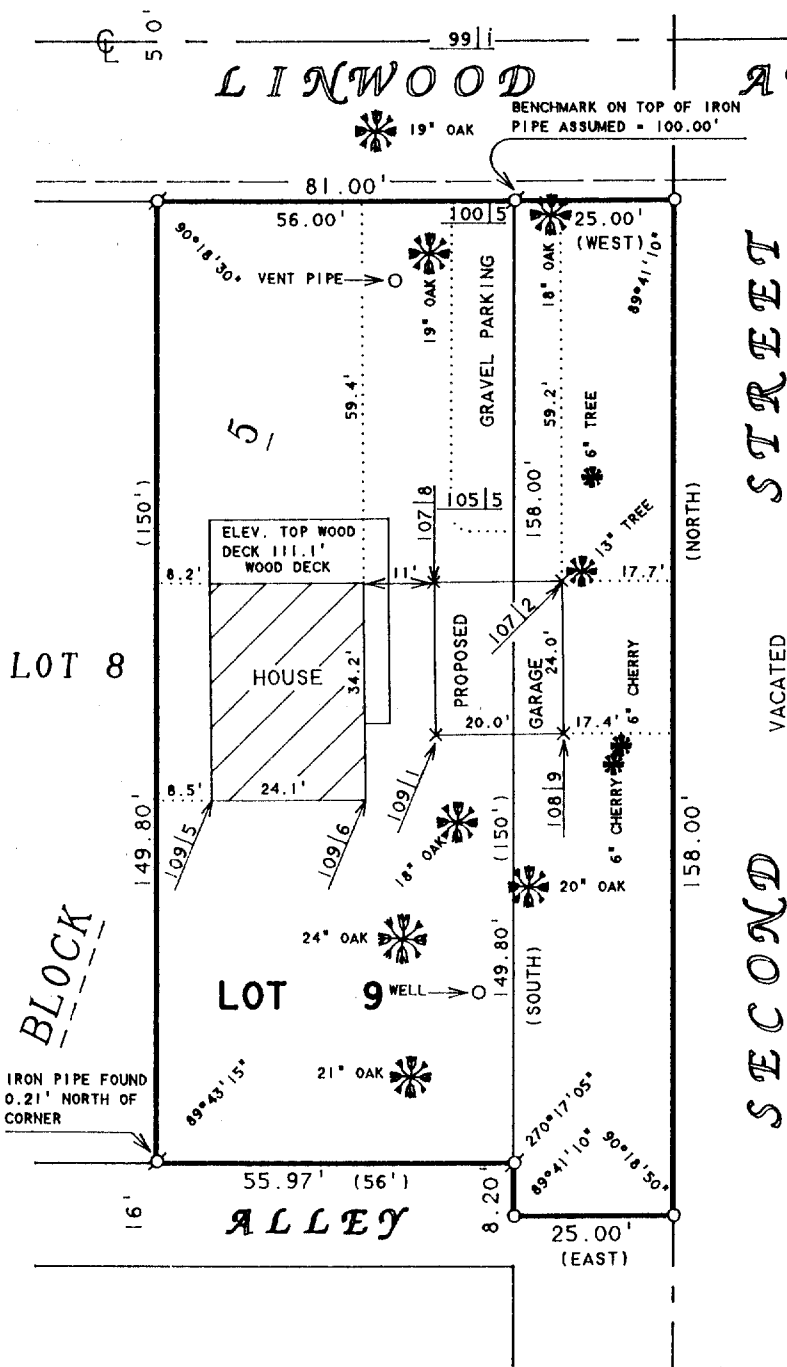 ℄
50'
99|1
LINWOOD
A
BENCHMARK ON TOP OF IRON
PIPE ASSUMED = 100.00'
19" OAK
81.00'
56.00'
100|5
25.00'
(WEST)
90°18'30"
VENT PIPE
19" OAK
GRAVEL PARKING
18" OAK
89°41'10"
STREET
59.4'
59.2'
5
6" TREE
(150')
107|8
105|5
158.00'
13" TREE
(NORTH)
ELEV. TOP WOOD
DECK 111.1'
WOOD DECK
8.2'
11'
17.7'
107|2
LOT 8
HOUSE
34.2'
PROPOSED
GARAGE
24.0'
6" CHERRY
VACATED
20.0'
17.4'
8.5'
24.1'
109|5
109|6
109|1
108|9
6" CHERRY
149.80'
18" OAK
(150')
158.00'
20" OAK
BLOCK
24" OAK
149.80'
(SOUTH)
LOT 9
WELL
SECOND
21" OAK
IRON PIPE FOUND
0.21' NORTH OF
CORNER
89°43'15"
270°17'05"
89°41'10"
90°18'50"
55.97' (56')
16'
ALLEY
8.20'
25.00'
(EAST)